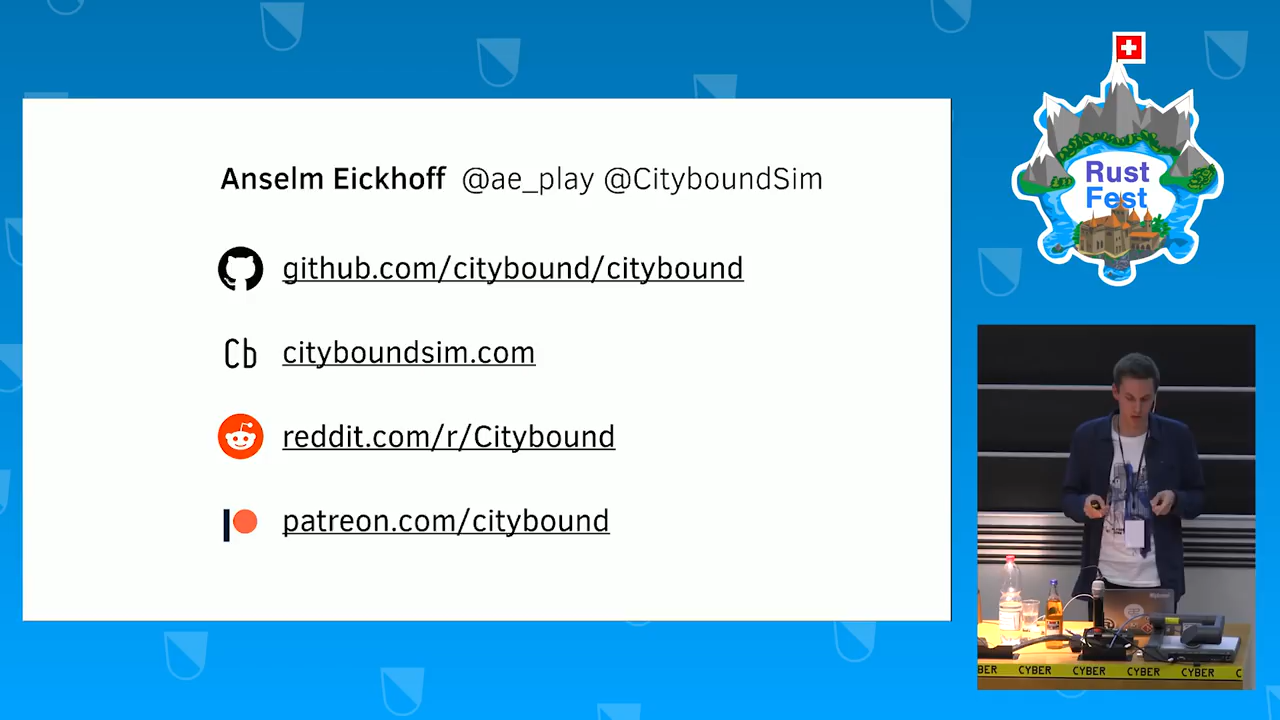 Anselm Eickhoff @ae_play @CityboundSim
github.com/citybound/citybound
Cb cityboundsim.com
reddit.com/r/Citybound
patreon.com/citybound
Rust
Fest
CYBER CYBER CYBER CYBER